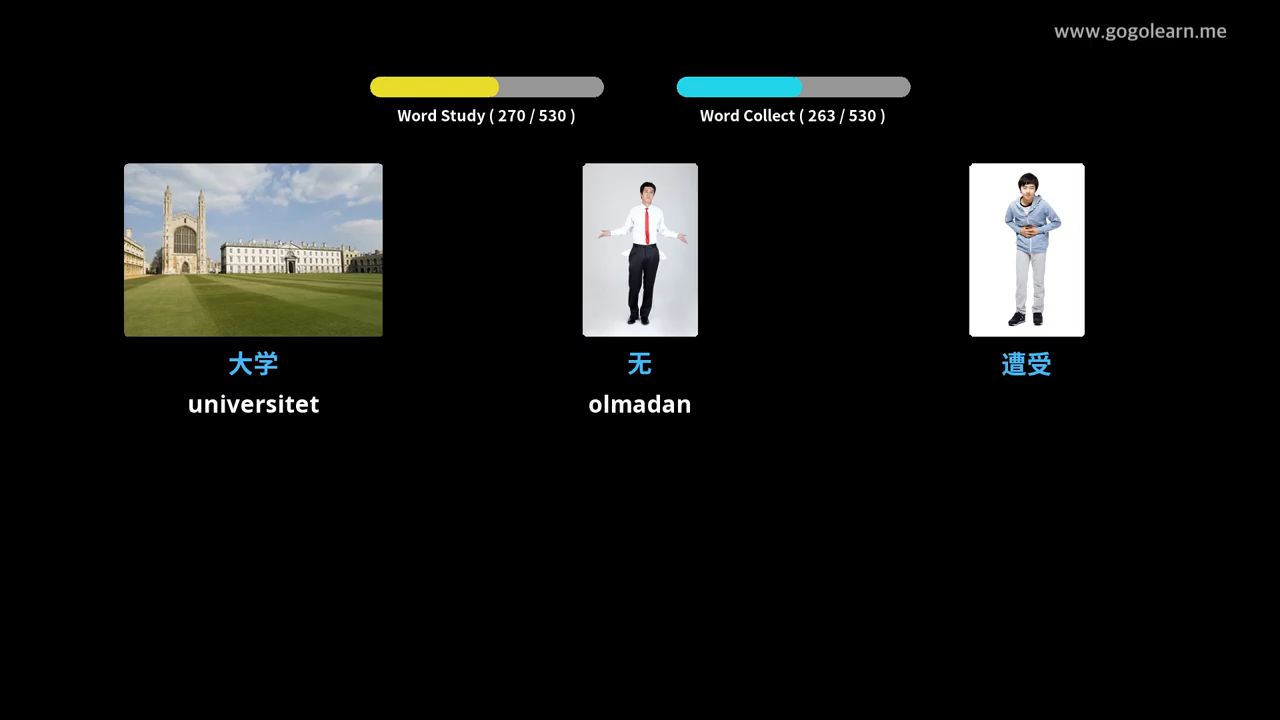 www.gogolearn.me
Word Study ( 270 / 530 )
Word Collect ( 263 / 530 )
大学
无
遭受
universitet
olmadan